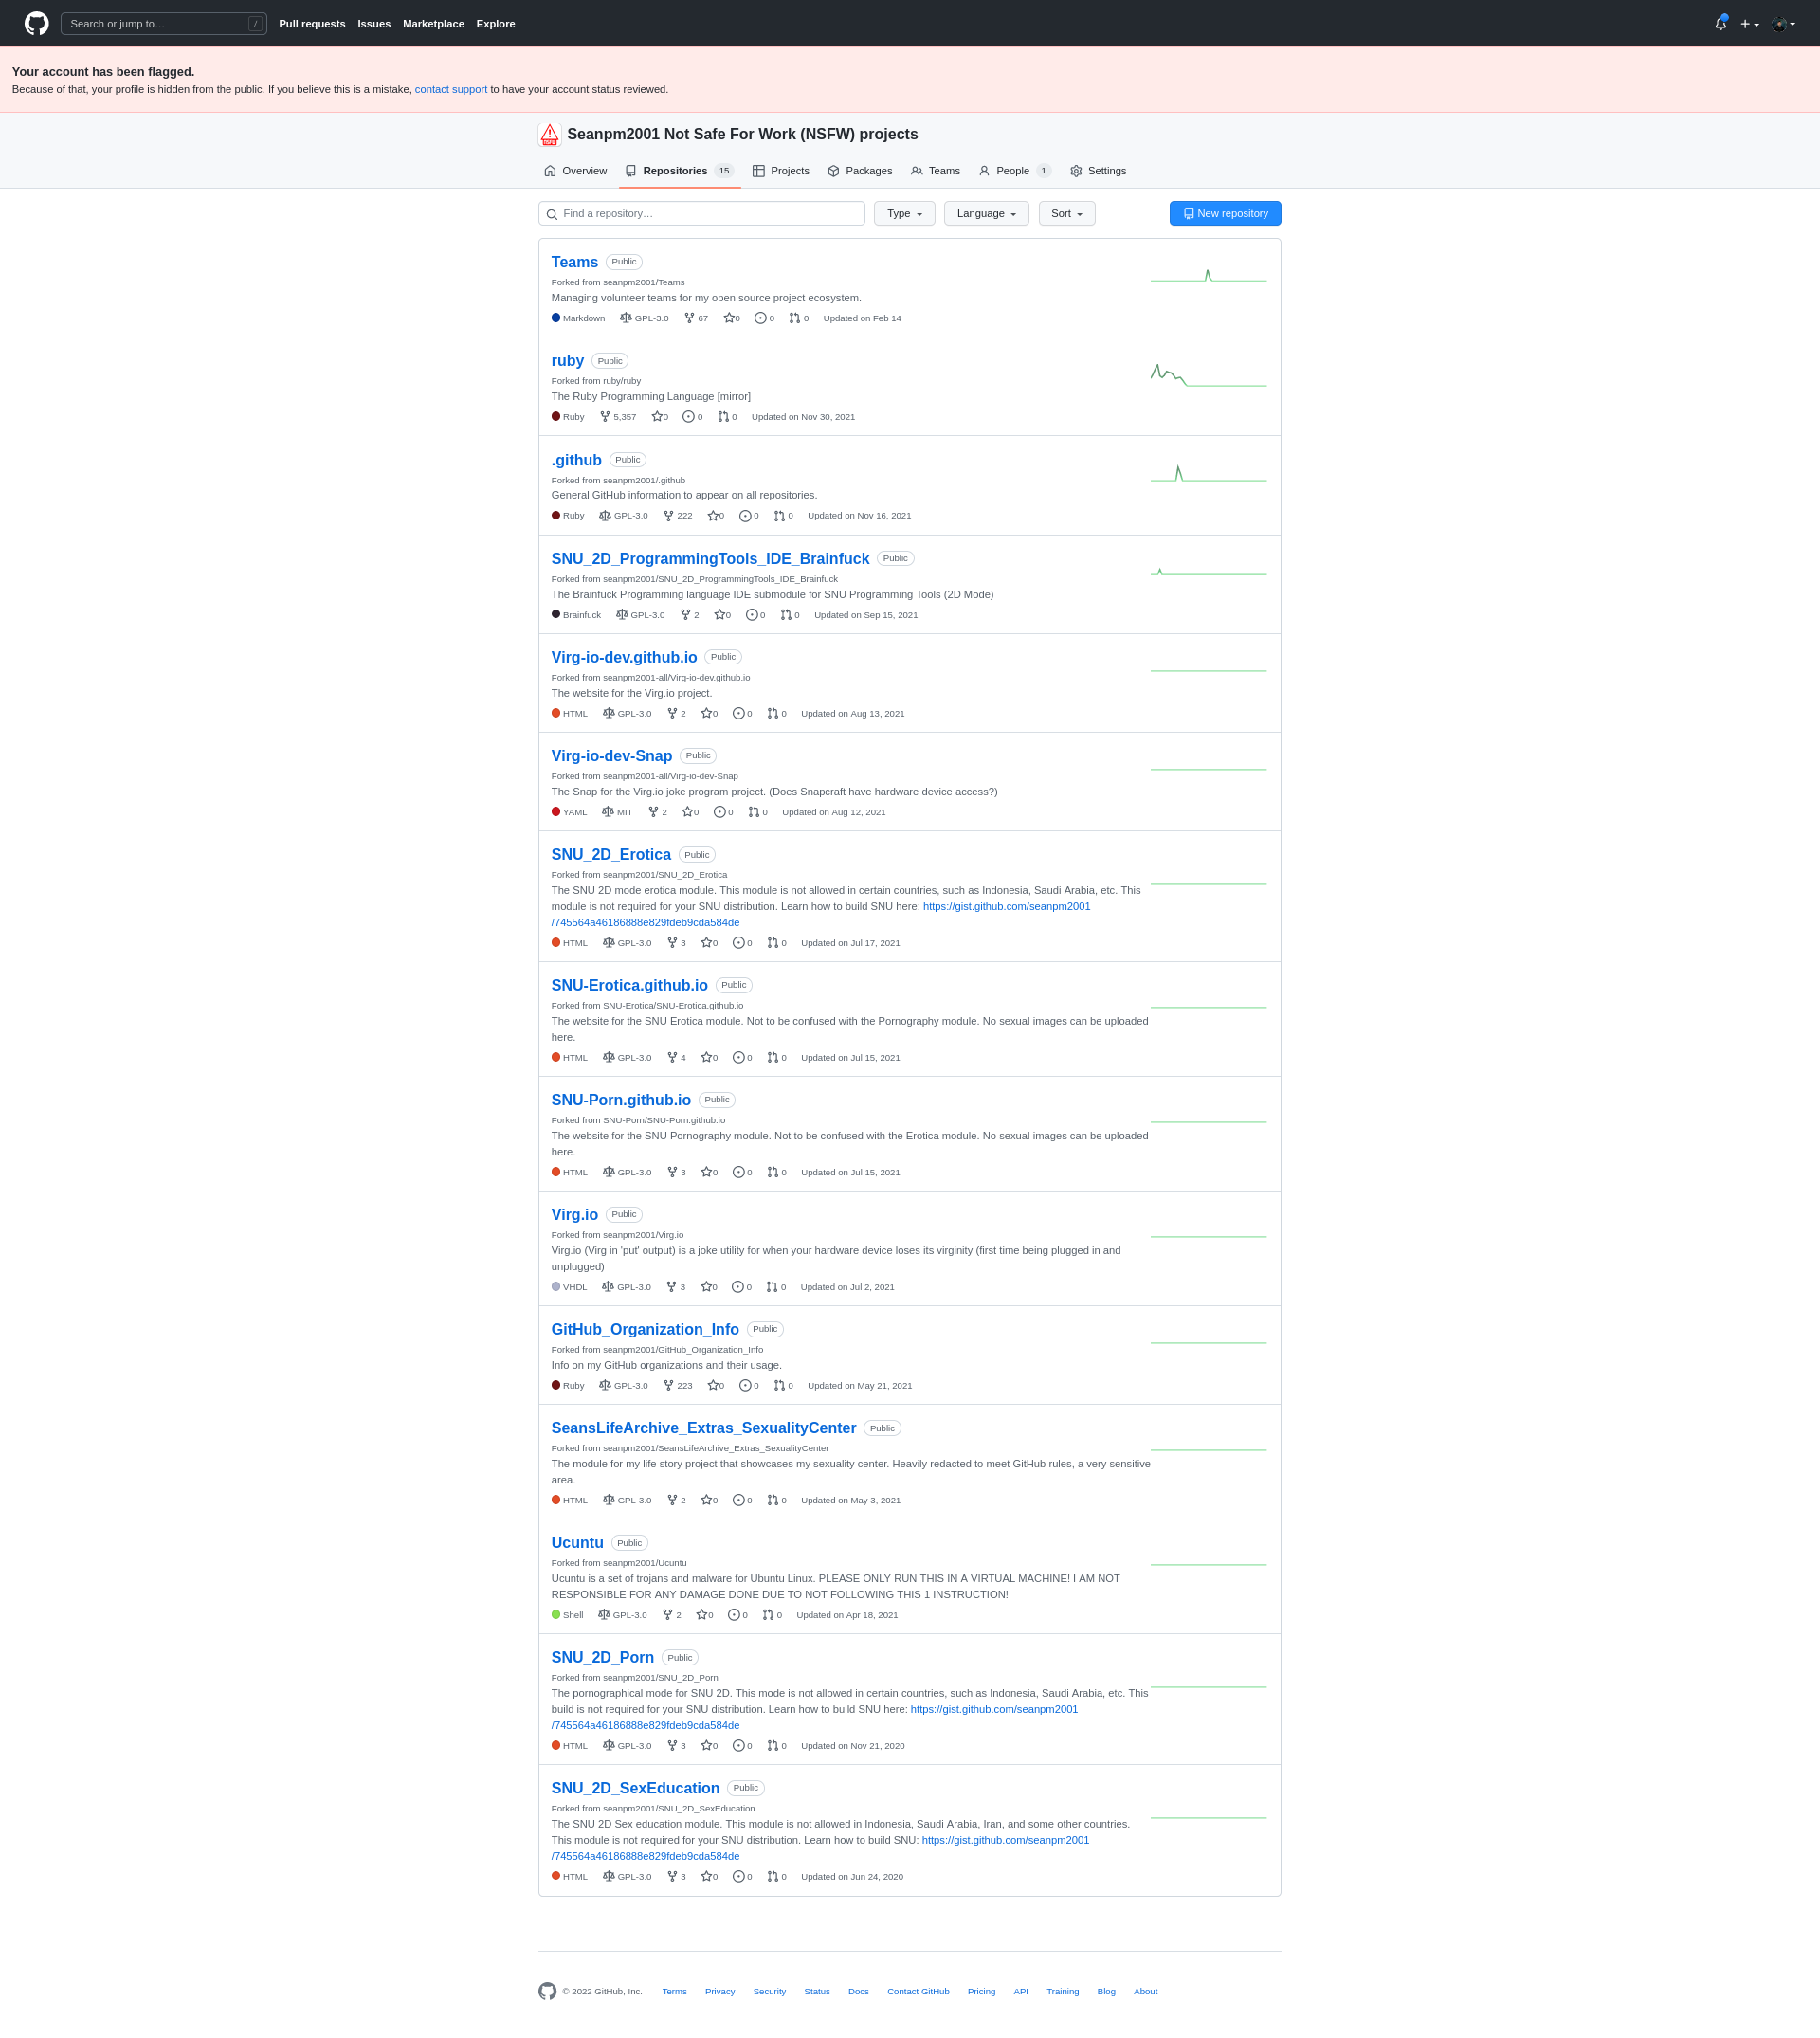 Search or jump to… /
Pull requests Issues Marketplace Explore
Your account has been flagged.
Because of that, your profile is hidden from the public. If you believe this is a mistake, contact support to have your account status reviewed.
Seanpm2001 Not Safe For Work (NSFW) projects
Overview Repositories 15 Projects Packages Teams People 1 Settings
Find a repository… Type Language Sort New repository
Teams Public
Forked from seanpm2001/Teams
Managing volunteer teams for my open source project ecosystem.
Markdown GPL-3.0 67 0 0 0 Updated on Feb 14
ruby Public
Forked from ruby/ruby
The Ruby Programming Language [mirror]
Ruby 5,357 0 0 0 Updated on Nov 30, 2021
.github Public
Forked from seanpm2001/.github
General GitHub information to appear on all repositories.
Ruby GPL-3.0 222 0 0 0 Updated on Nov 16, 2021
SNU_2D_ProgrammingTools_IDE_Brainfuck Public
Forked from seanpm2001/SNU_2D_ProgrammingTools_IDE_Brainfuck
The Brainfuck Programming language IDE submodule for SNU Programming Tools (2D Mode)
Brainfuck GPL-3.0 2 0 0 0 Updated on Sep 15, 2021
Virg-io-dev.github.io Public
Forked from seanpm2001-all/Virg-io-dev.github.io
The website for the Virg.io project.
HTML GPL-3.0 2 0 0 0 Updated on Aug 13, 2021
Virg-io-dev-Snap Public
Forked from seanpm2001-all/Virg-io-dev-Snap
The Snap for the Virg.io joke program project. (Does Snapcraft have hardware device access?)
YAML MIT 2 0 0 0 Updated on Aug 12, 2021
SNU_2D_Erotica Public
Forked from seanpm2001/SNU_2D_Erotica
The SNU 2D mode erotica module. This module is not allowed in certain countries, such as Indonesia, Saudi Arabia, etc. This
module is not required for your SNU distribution. Learn how to build SNU here: https://gist.github.com/seanpm2001
/745564a46186888e829fdeb9cda584de
HTML GPL-3.0 3 0 0 0 Updated on Jul 17, 2021
SNU-Erotica.github.io Public
Forked from SNU-Erotica/SNU-Erotica.github.io
The website for the SNU Erotica module. Not to be confused with the Pornography module. No sexual images can be uploaded
here.
HTML GPL-3.0 4 0 0 0 Updated on Jul 15, 2021
SNU-Porn.github.io Public
Forked from SNU-Porn/SNU-Porn.github.io
The website for the SNU Pornography module. Not to be confused with the Erotica module. No sexual images can be uploaded
here.
HTML GPL-3.0 3 0 0 0 Updated on Jul 15, 2021
Virg.io Public
Forked from seanpm2001/Virg.io
Virg.io (Virg in 'put' output) is a joke utility for when your hardware device loses its virginity (first time being plugged in and
unplugged)
VHDL GPL-3.0 3 0 0 0 Updated on Jul 2, 2021
GitHub_Organization_Info Public
Forked from seanpm2001/GitHub_Organization_Info
Info on my GitHub organizations and their usage.
Ruby GPL-3.0 223 0 0 0 Updated on May 21, 2021
SeansLifeArchive_Extras_SexualityCenter Public
Forked from seanpm2001/SeansLifeArchive_Extras_SexualityCenter
The module for my life story project that showcases my sexuality center. Heavily redacted to meet GitHub rules, a very sensitive
area.
HTML GPL-3.0 2 0 0 0 Updated on May 3, 2021
Ucuntu Public
Forked from seanpm2001/Ucuntu
Ucuntu is a set of trojans and malware for Ubuntu Linux. PLEASE ONLY RUN THIS IN A VIRTUAL MACHINE! I AM NOT
RESPONSIBLE FOR ANY DAMAGE DONE DUE TO NOT FOLLOWING THIS 1 INSTRUCTION!
Shell GPL-3.0 2 0 0 0 Updated on Apr 18, 2021
SNU_2D_Porn Public
Forked from seanpm2001/SNU_2D_Porn
The pornographical mode for SNU 2D. This mode is not allowed in certain countries, such as Indonesia, Saudi Arabia, etc. This
build is not required for your SNU distribution. Learn how to build SNU here: https://gist.github.com/seanpm2001
/745564a46186888e829fdeb9cda584de
HTML GPL-3.0 3 0 0 0 Updated on Nov 21, 2020
SNU_2D_SexEducation Public
Forked from seanpm2001/SNU_2D_SexEducation
The SNU 2D Sex education module. This module is not allowed in Indonesia, Saudi Arabia, Iran, and some other countries.
This module is not required for your SNU distribution. Learn how to build SNU: https://gist.github.com/seanpm2001
/745564a46186888e829fdeb9cda584de
HTML GPL-3.0 3 0 0 0 Updated on Jun 24, 2020
© 2022 GitHub, Inc. Terms Privacy Security Status Docs Contact GitHub Pricing API Training Blog About